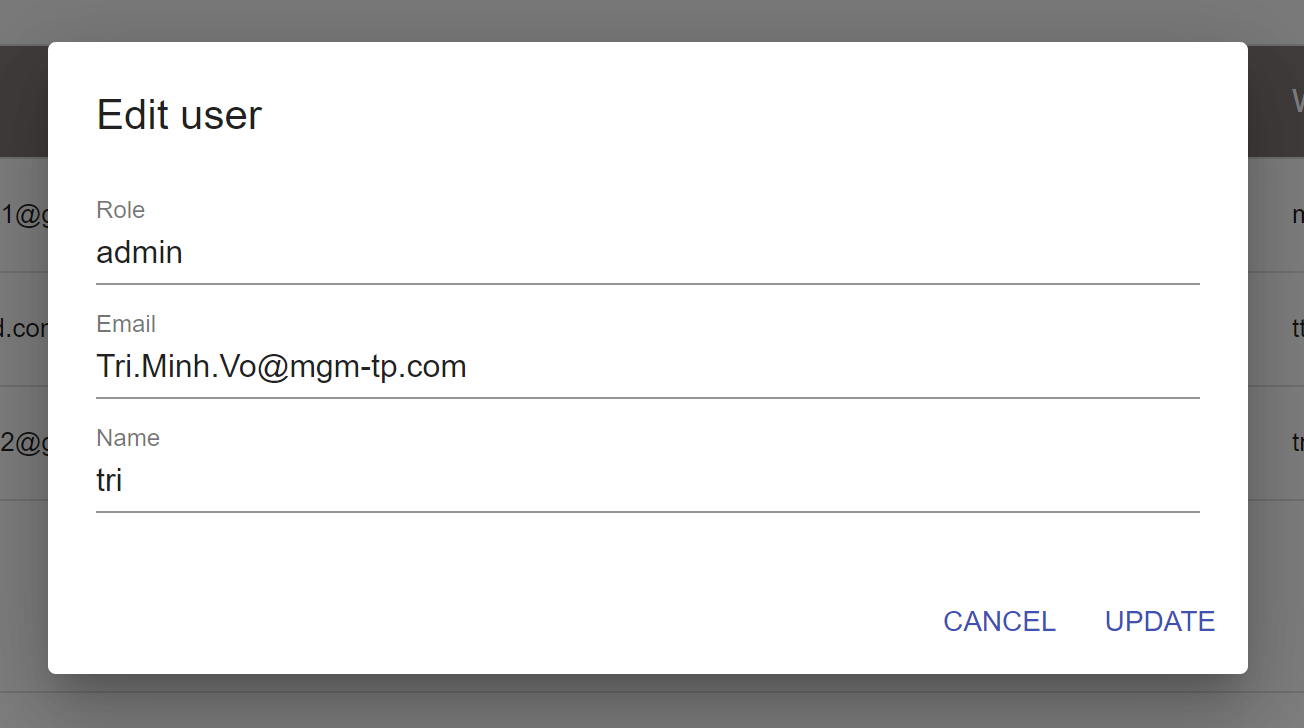 Edit user
Role
admin
Email
Tri.Minh.Vo@mgm-tp.com
Name
tri
CANCEL UPDATE